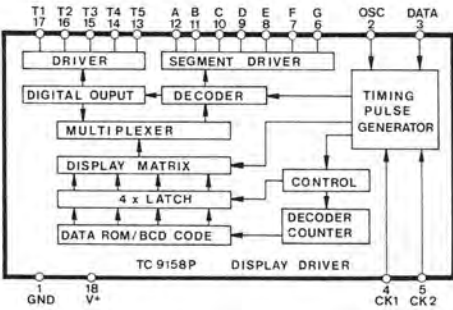 T1 T2 T3 T4 T5 A B C D E F G OSC DATA
17 16 15 14 13 12 11 10 9 8 7 6 2 3
DRIVER
SEGMENT DRIVER
DIGITAL OUPUT
DECODER
TIMING
PULSE
GENERATOR
MULTIPLEXER
DISPLAY MATRIX
CONTROL
4 x LATCH
DECODER
COUNTER
DATA ROM/BCD CODE
TC 9158P DISPLAY DRIVER
1 18 4 5
GND V+ CK1 CK2